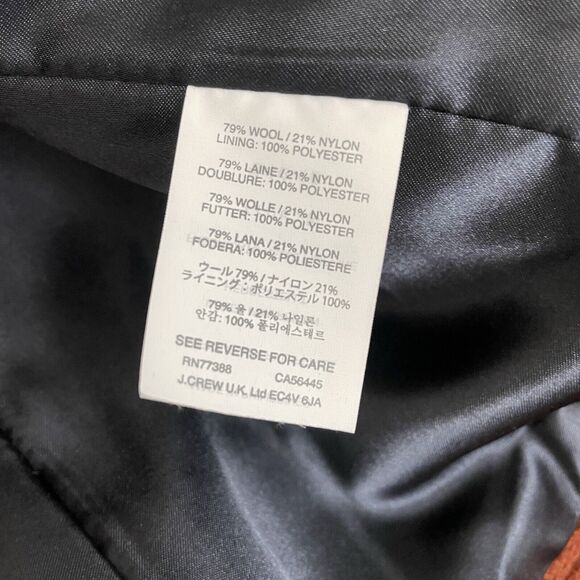 79% WOOL / 21% NYLON
LINING: 100% POLYESTER
79% LAINE / 21% NYLON
DOUBLURE: 100% POLYESTER
79% WOLLE / 21% NYLON
FUTTER: 100% POLYESTER
79% LANA / 21% NYLON
FODERA: 100% POLIESTERE
ウール 79% / ナイロン 21%
ライニング・ポリエステル 100%
79% 울 / 21% 나일론
안감: 100% 폴리에스테르
SEE REVERSE FOR CARE
RN77388 CA56445
J.CREW U.K. Ltd EC4V 6JA